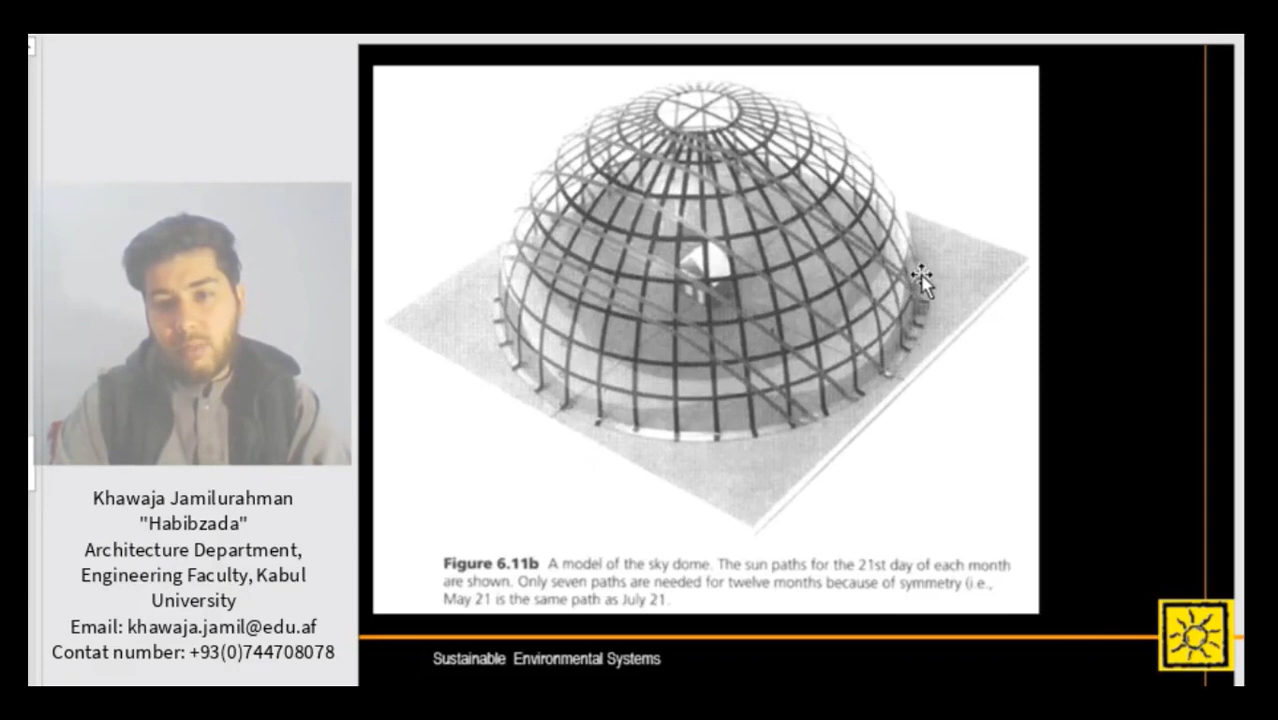 Khawaja Jamilurahman
"Habibzada"
Architecture Department,
Engineering Faculty, Kabul
University
Email: khawaja.jamil@edu.af
Contat number: +93(0)744708078
Figure 6.11b A model of the sky dome. The sun paths for the 21st day of each month
are shown. Only seven paths are needed for twelve months because of symmetry (i.e.,
May 21 is the same path as July 21.
Sustainable Environmental Systems